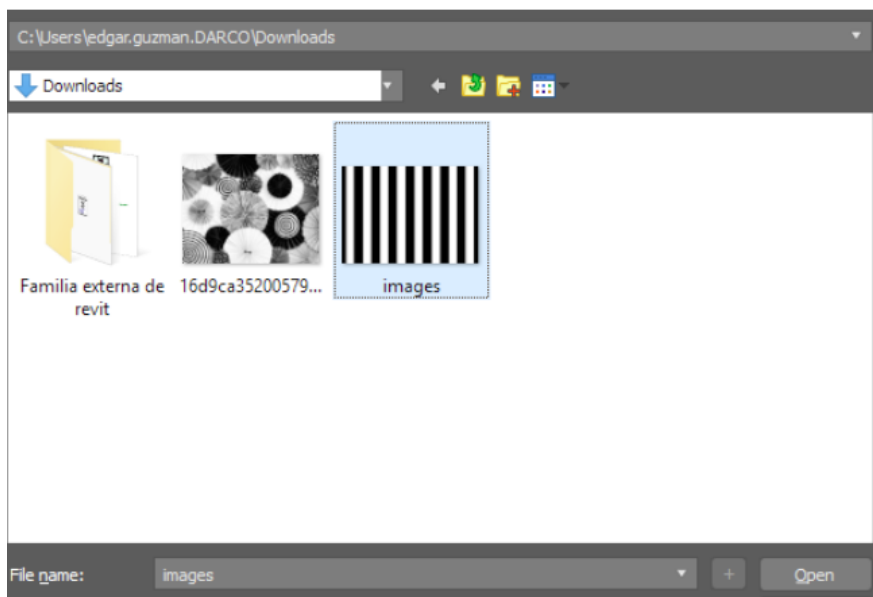 C:\Users\edgar.guzman.DARCO\Downloads
Downloads
Familia externa de
revit
16d9ca35200579...
images
File name:
images
+
Open